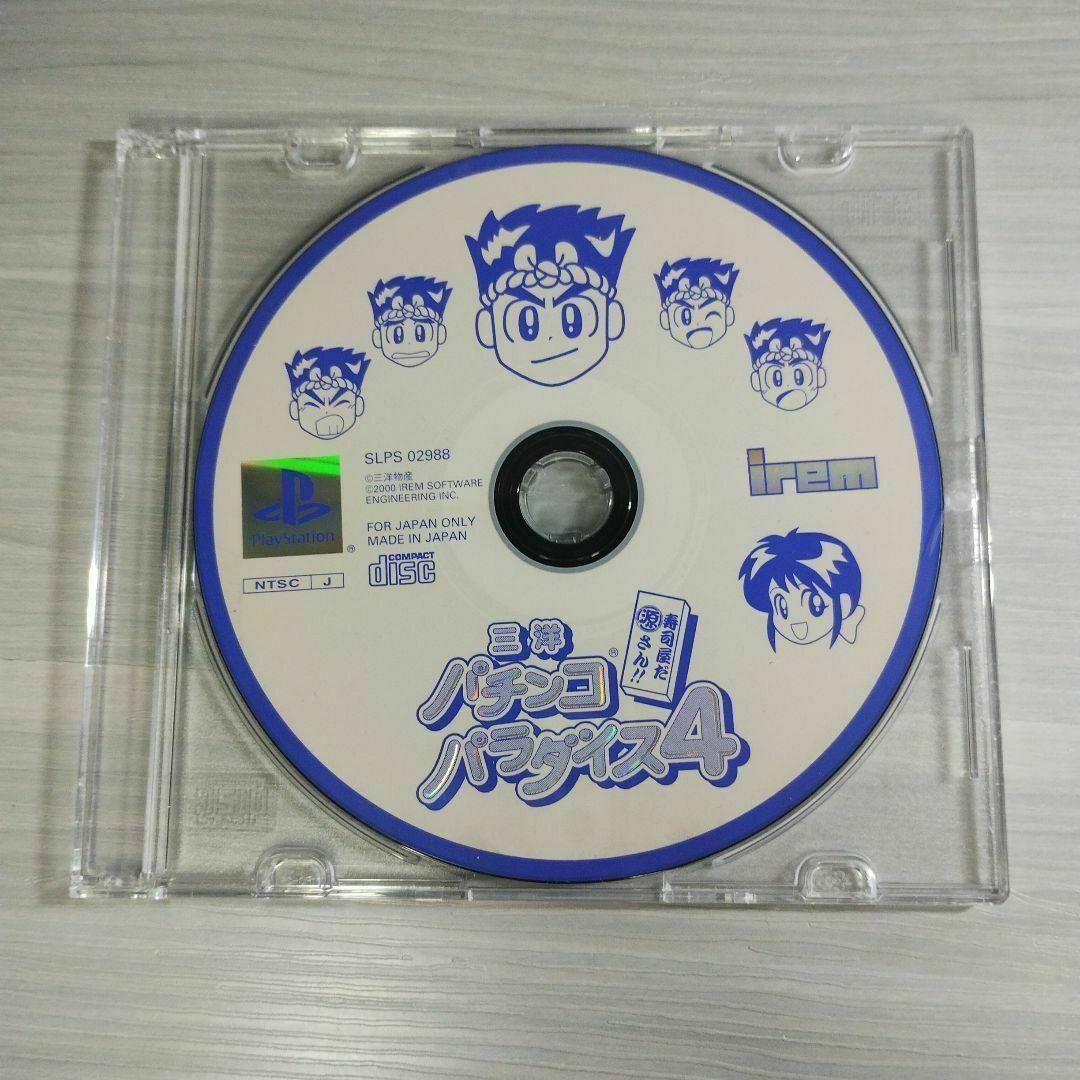 SLPS 02988
©三洋物産
©2000 IREM SOFTWARE
ENGINEERING INC.
FOR JAPAN ONLY
MADE IN JAPAN
PlayStation
®
NTSC J
COMPACT
disc
irem
三洋
パチンコ®
パラダイス4
寿司屋だ
源さん!!